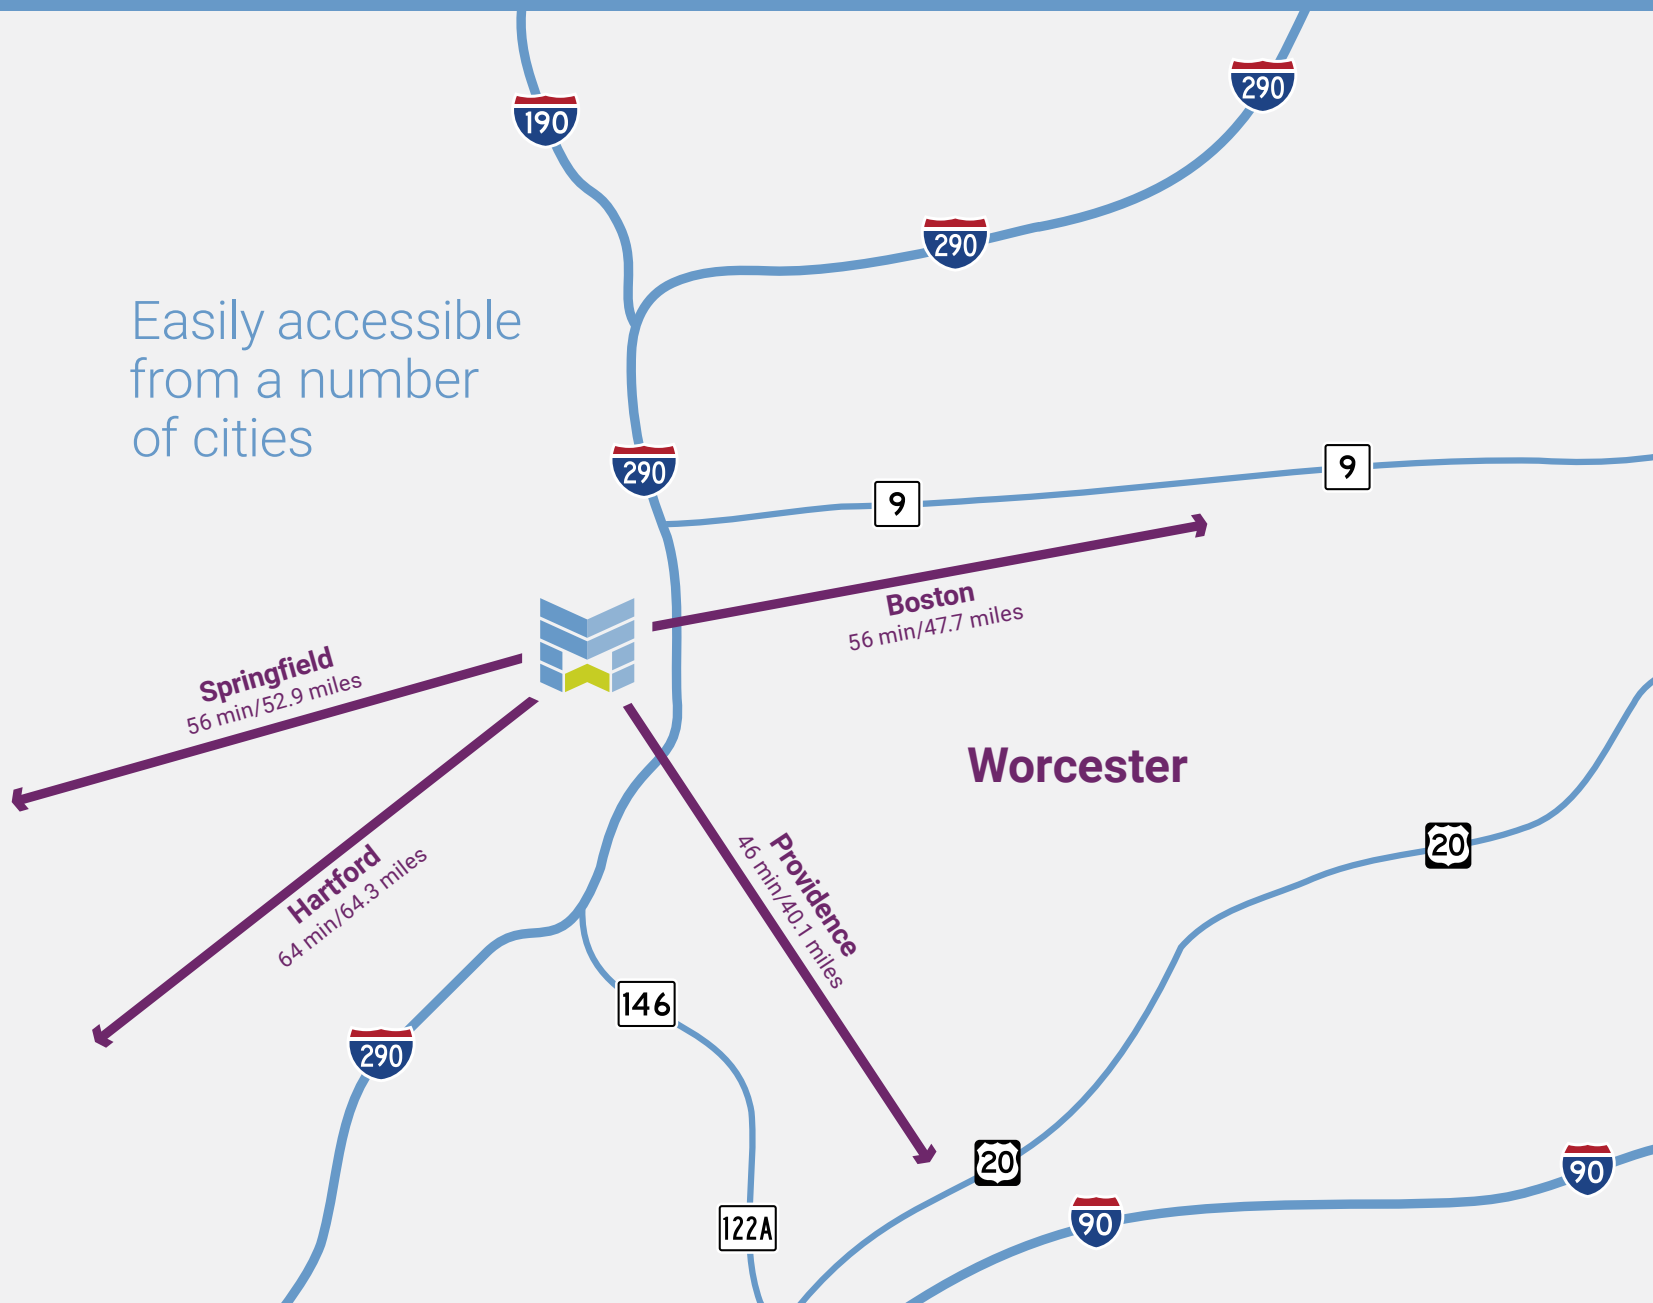 290
190
290
Easily accessible
from a number
of cities
290
9
9
Boston
56 min/47.7 miles
Springfield
56 min/52.9 miles
Worcester
20
Hartford
64 min/64.3 miles
Providence
46 min/40.1 miles
146
290
20
90
90
122A